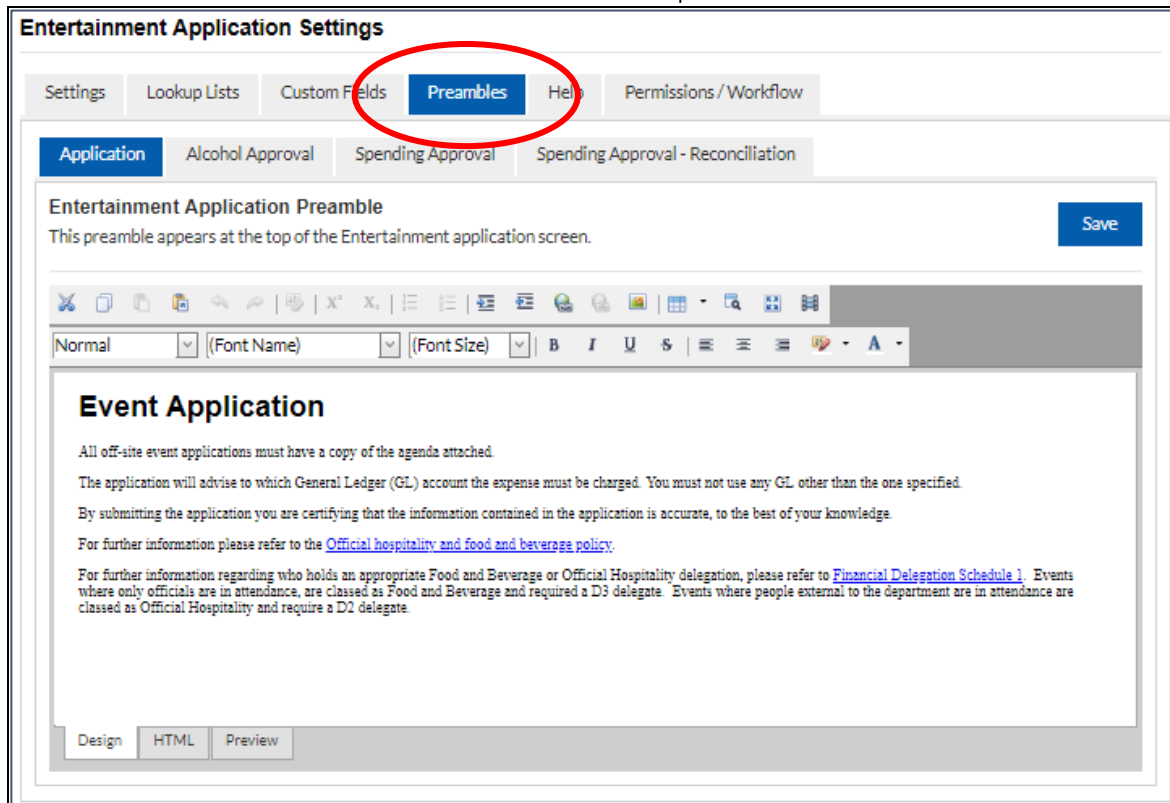 Entertainment Application Settings
Settings Lookup Lists Custom Fields Preambles Help Permissions / Workflow
Application Alcohol Approval Spending Approval Spending Approval - Reconciliation
Entertainment Application Preamble
Save
This preamble appears at the top of the Entertainment application screen.
Normal (Font Name) (Font Size) B I U S A
Event Application
All off-site event applications must have a copy of the agenda attached.
The application will advise to which General Ledger (GL) account the expense must be charged. You must not use any GL other than the one specified.
By submitting the application you are certifying that the information contained in the application is accurate, to the best of your knowledge.
For further information please refer to the Official hospitality and food and beverage policy.
For further information regarding who holds an appropriate Food and Beverage or Official Hospitality delegation, please refer to Financial Delegation Schedule 1. Events
where only officials are in attendance, are classed as Food and Beverage and required a D3 delegate. Events where people external to the department are in attendance are
classed as Official Hospitality and require a D2 delegate.
Design HTML Preview